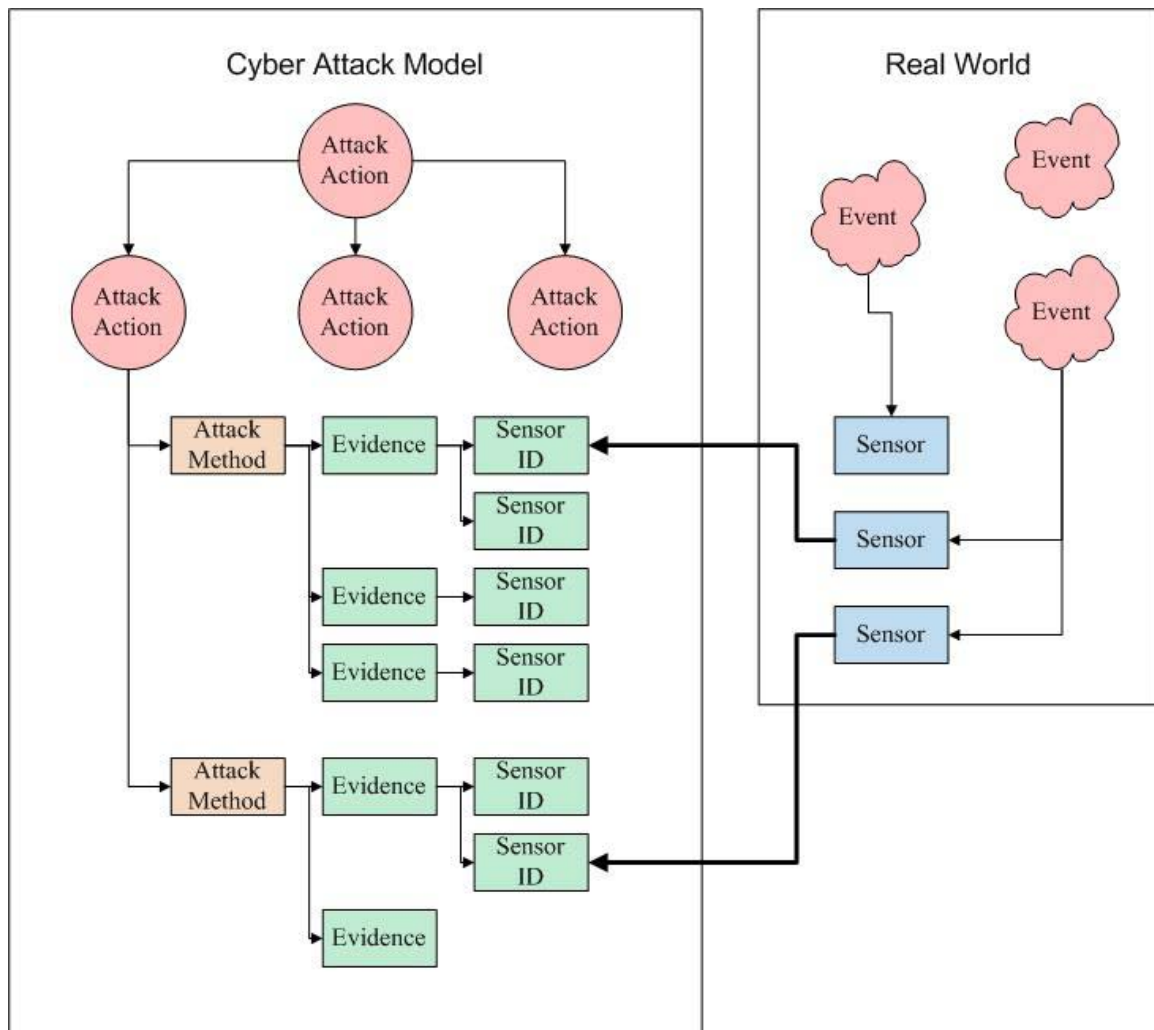 Cyber Attack Model
Attack
Action
Attack
Action
Attack
Action
Attack
Action
Attack
Method
Evidence
Sensor
ID
Sensor
ID
Evidence
Sensor
ID
Evidence
Sensor
ID
Attack
Method
Evidence
Sensor
ID
Sensor
ID
Evidence
Real World
Event
Event
Event
Sensor
Sensor
Sensor